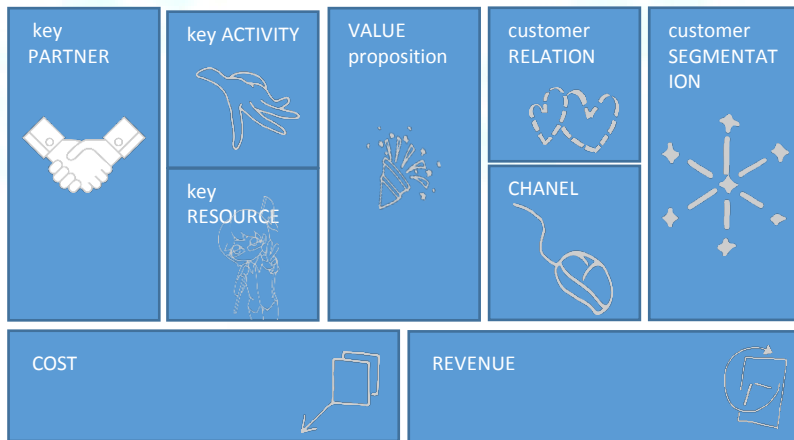 key
PARTNER
key ACTIVITY
key
RESOURCE
VALUE
proposition
customer
RELATION
CHANEL
customer
SEGMENTAT
ION
COST
REVENUE